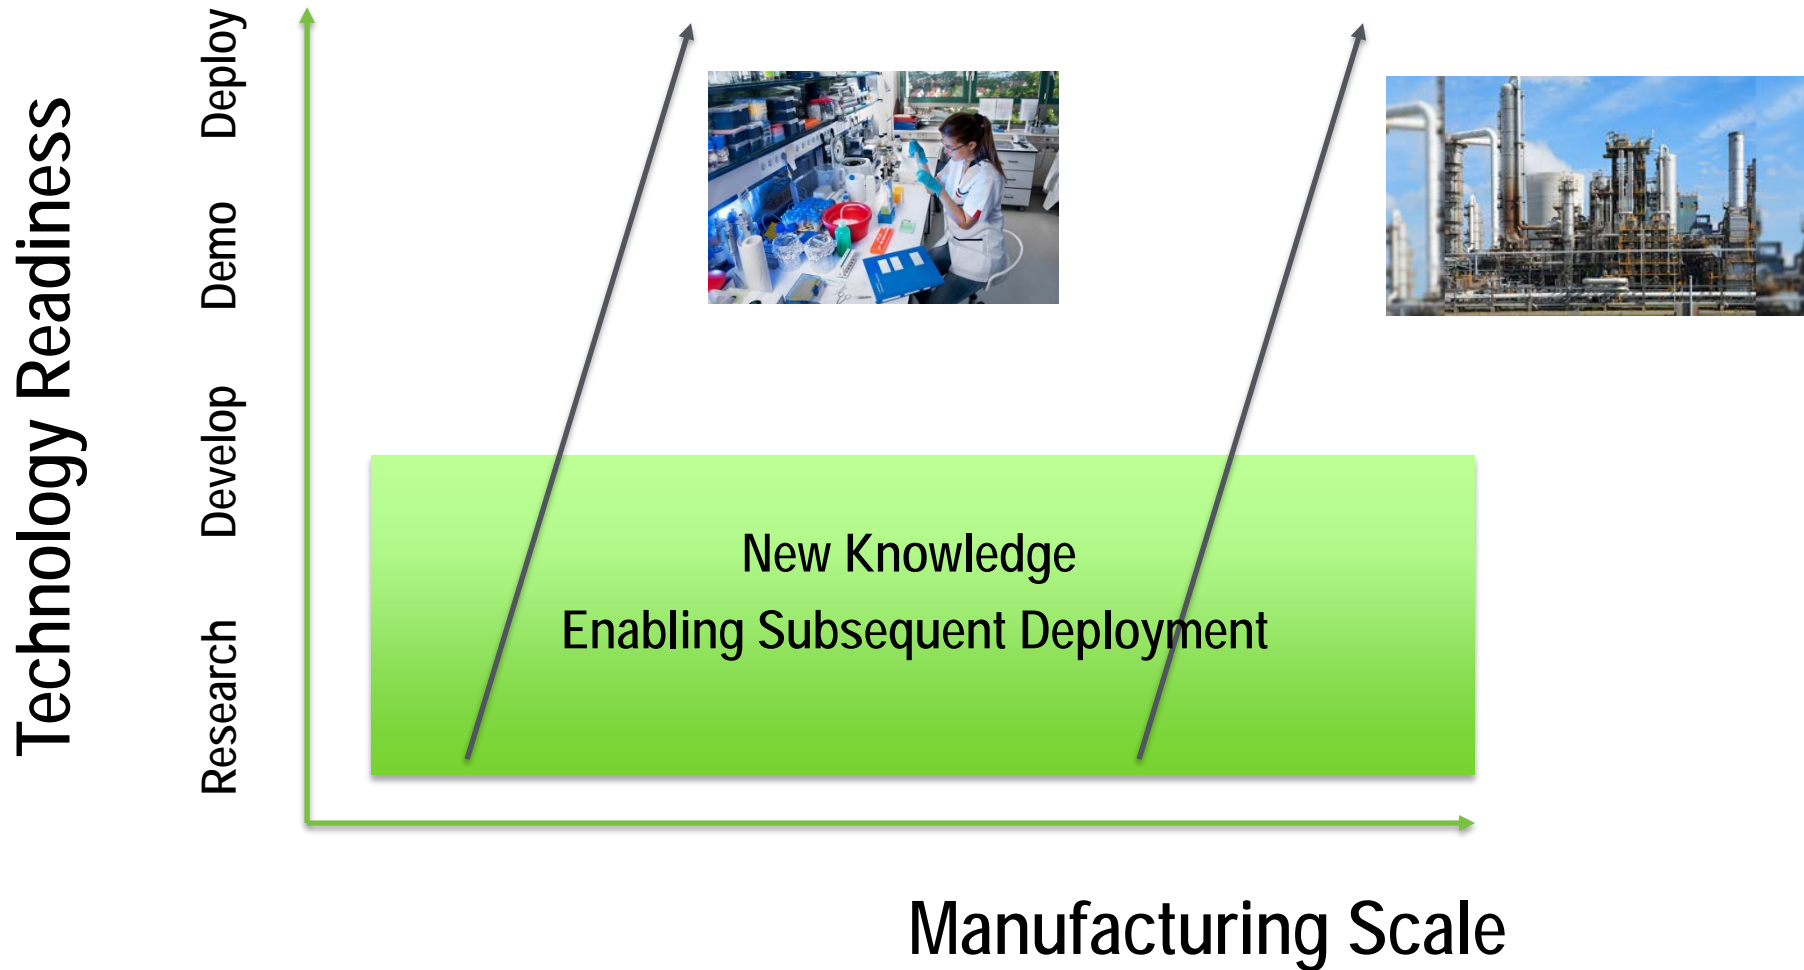 Technology Readiness
Deploy
Demo
Develop
Research
New Knowledge
Enabling Subsequent Deployment
Manufacturing Scale